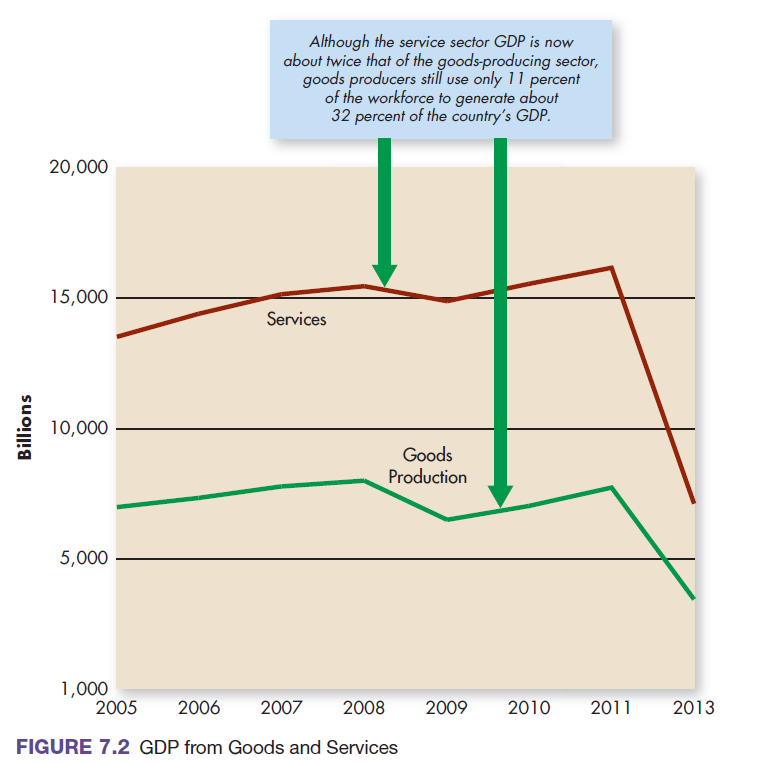 Although the service sector GDP is now
about twice that of the goods-producing sector,
goods producers still use only 11 percent
of the workforce to generate about
32 percent of the country's GDP.
20,000
15,000
Services
Billions
10,000
Goods
Production
5,000
1,000
2005 2006 2007 2008 2009 2010 2011 2013
FIGURE 7.2 GDP from Goods and Services